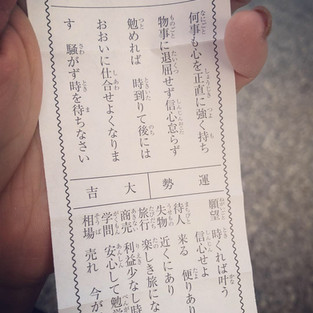 何事も心を正直に強く持ち
物事に退屈せず信心怠らず
勉めれば 時到りて後には
おおいに仕合せよくなりま
す 騒がず時を待ちなさい
運勢
大吉
願望 時くれば叶う
信心せよ
待人 来る 便りあり
失物 近くにあり
旅行 楽しき旅にな
商売 利益少なし時
学問 安心して勉学
相場 売れ 今が